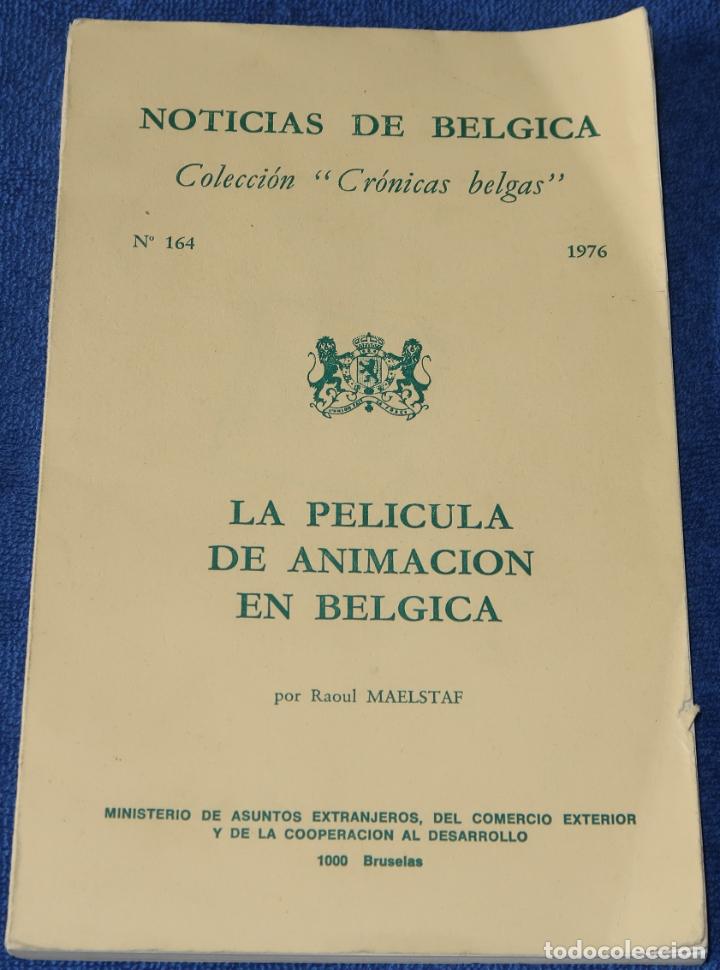 NOTICIAS DE BELGICA
Colección "Crónicas belgas"
Nº 164
1976
LA PELICULA
DE ANIMACION
EN BELGICA
por Raoul MAELSTAF
MINISTERIO DE ASUNTOS EXTRANJEROS, DEL COMERCIO EXTERIOR
Y DE LA COOPERACION AL DESARROLLO
1000 Bruselas
todocoleccion